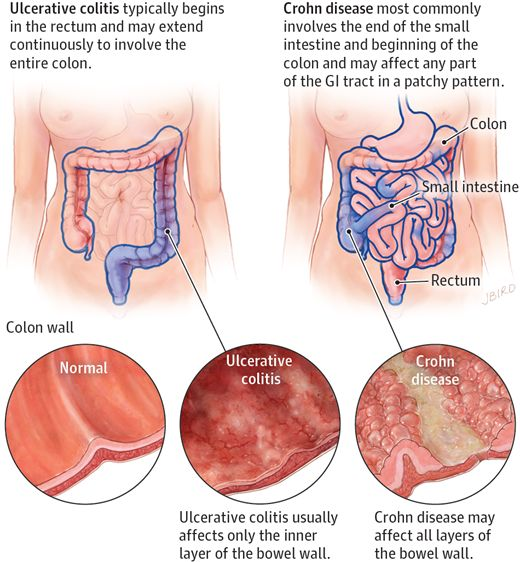 Ulcerative colitis typically begins
in the rectum and may extend
continuously to involve the
entire colon.
Crohn disease most commonly
involves the end of the small
intestine and beginning of the
colon and may affect any part
of the GI tract in a patchy pattern.
Colon
Small intestine
Rectum
JBIRD
Colon wall
Normal
Ulcerative
colitis
Crohn
disease
Ulcerative colitis usually
affects only the inner
layer of the bowel wall.
Crohn disease may
affect all layers of
the bowel wall.